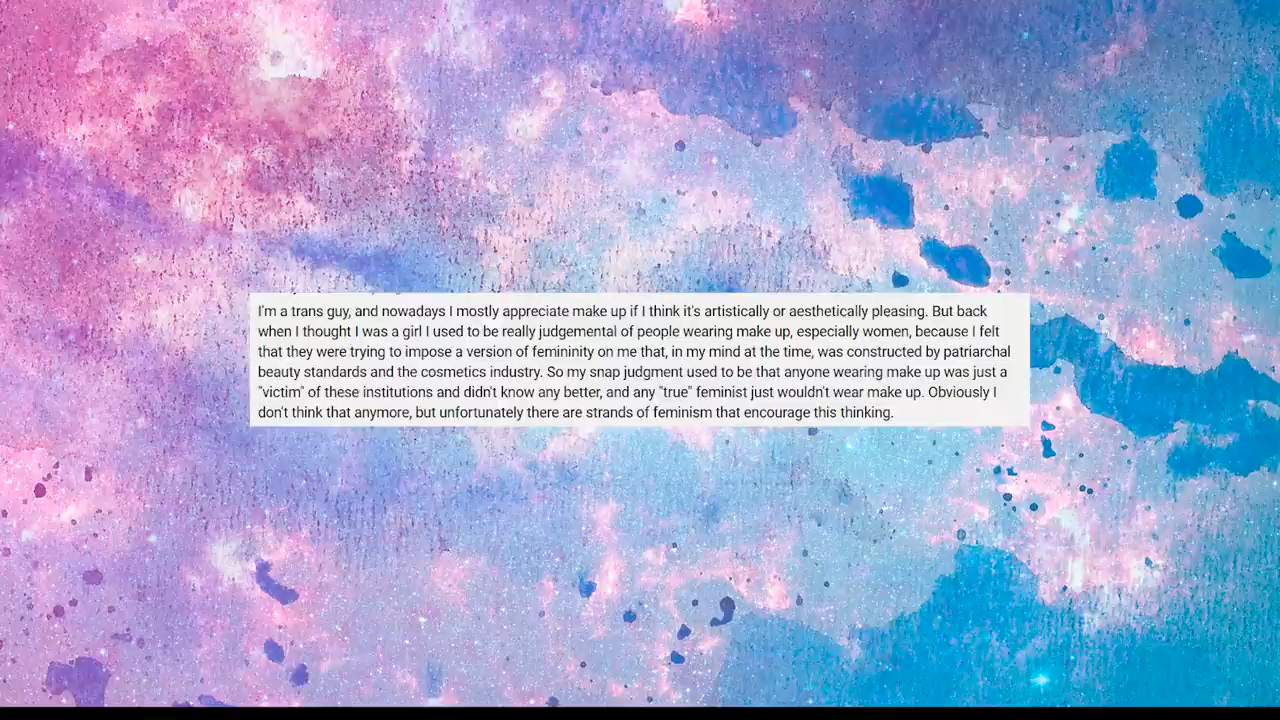 I'm a trans guy, and nowadays I mostly appreciate make up if I think it's artistically or aesthetically pleasing. But back
when I thought I was a girl I used to be really judgemental of people wearing make up, especially women, because I felt
that they were trying to impose a version of femininity on me that, in my mind at the time, was constructed by patriarchal
beauty standards and the cosmetics industry. So my snap judgment used to be that anyone wearing make up was just a
"victim" of these institutions and didn't know any better, and any "true" feminist just wouldn't wear make up. Obviously I
don't think that anymore, but unfortunately there are strands of feminism that encourage this thinking.